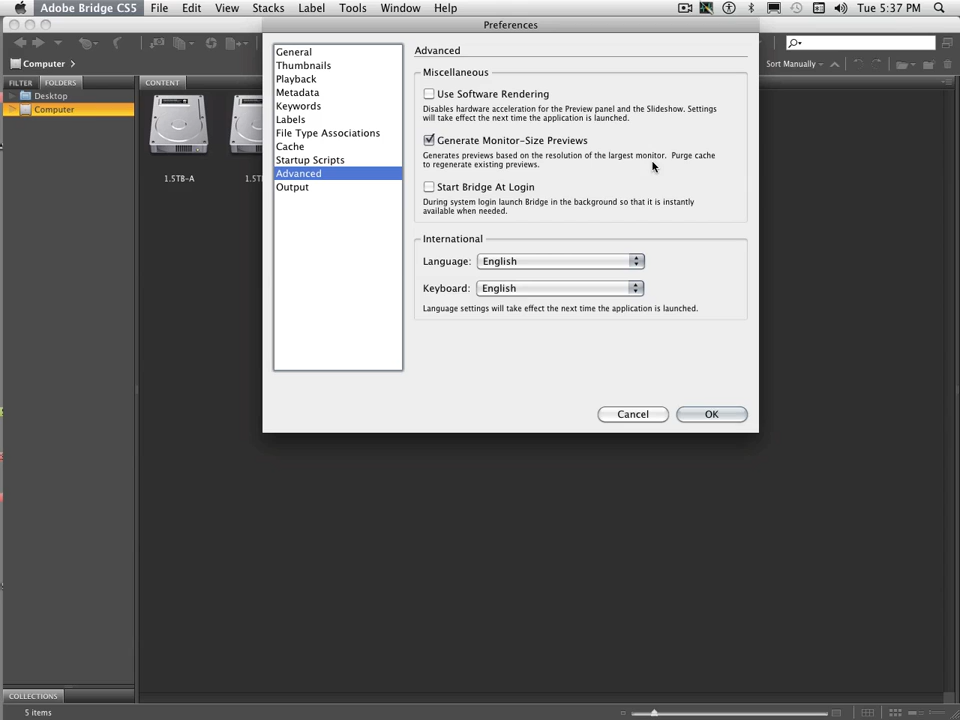 Adobe Bridge CS5 File Edit View Stacks Label Tools Window Help Tue 5:37 PM
Preferences
Computer
Sort Manually
FILTER FOLDERS
CONTENT
Desktop
Computer
1.5TB-A
1.5T
General
Thumbnails
Playback
Metadata
Keywords
Labels
File Type Associations
Cache
Startup Scripts
Advanced
Output
Advanced
Miscellaneous
Use Software Rendering
Disables hardware acceleration for the Preview panel and the Slideshow. Settings
will take effect the next time the application is launched.
Generate Monitor-Size Previews
Generates previews based on the resolution of the largest monitor. Purge cache
to regenerate existing previews.
Start Bridge At Login
During system login launch Bridge in the background so that it is instantly
available when needed.
International
Language: English
Keyboard: English
Language settings will take effect the next time the application is launched.
Cancel OK
COLLECTIONS
5 items